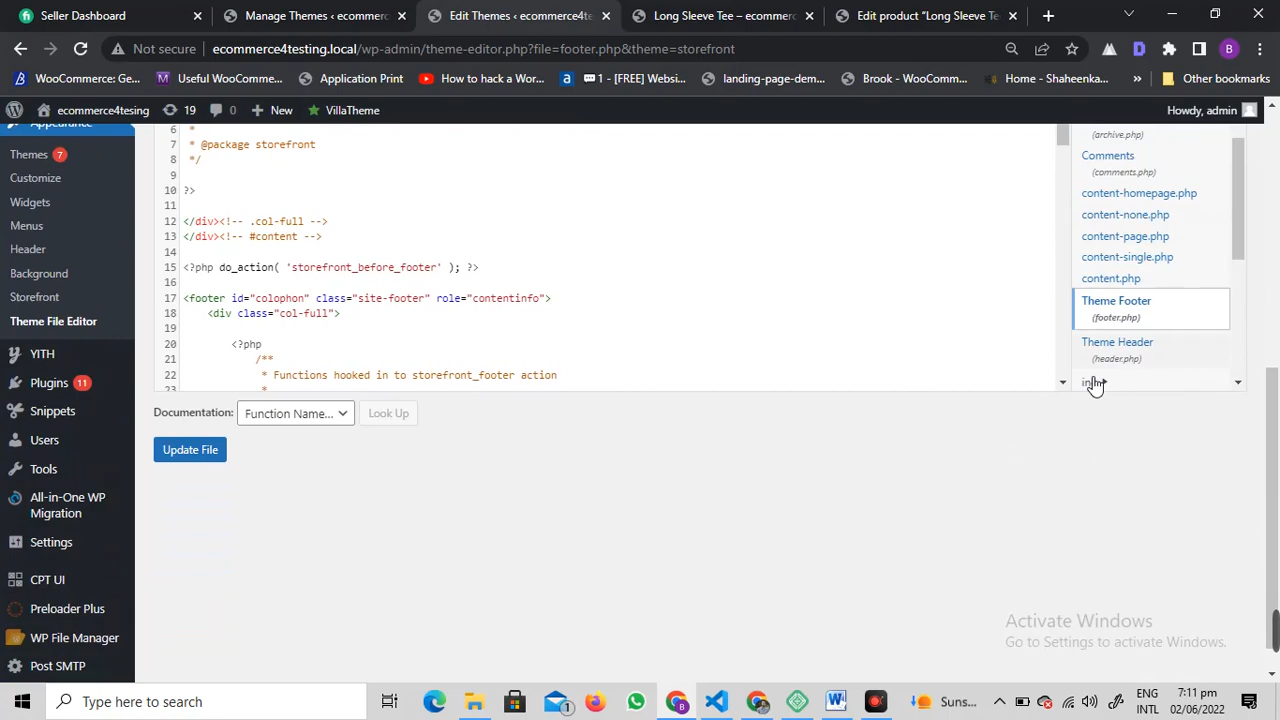 Seller Dashboard
Manage Themes ‹ ecommerc
Edit Themes ‹ ecommerce4te
Long Sleeve Tee – ecommerc
Edit product “Long Sleeve Te
Not secure
ecommerce4testing.local/wp-admin/theme-editor.php?file=footer.php&theme=storefront
WooCommerce: Ge...
Useful WooCommer...
Application Print
How to hack a Wor...
1 - [FREE] Websi...
landing-page-dem...
Brook - WooComm...
Home - Shaheenka...
Other bookmarks
ecommerce4tesing
19
0
New
VillaTheme
Howdy, admin
Appearance
Themes 7
Customize
Widgets
Menus
Header
Background
Storefront
Theme File Editor
YITH
Plugins 11
Snippets
Users
Tools
All-in-One WP
Migration
Settings
CPT UI
Preloader Plus
WP File Manager
Post SMTP
6 *
7 * @package storefront
8 */
9
10 ?>
11
12 </div><!-- .col-full -->
13 </div><!-- #content -->
14
15 <?php do_action( 'storefront_before_footer' ); ?>
16
17 <footer id="colophon" class="site-footer" role="contentinfo">
18 <div class="col-full">
19
20 <?php
21 /**
22 * Functions hooked in to storefront_footer action
23 *
(archive.php)
Comments
(comments.php)
content-homepage.php
content-none.php
content-page.php
content-single.php
content.php
Theme Footer
(footer.php)
Theme Header
(header.php)
Documentation:
Function Name...
Look Up
Update File
Activate Windows
Go to Settings to activate Windows.
Type here to search
1
Suns...
ENG
INTL
7:11 pm
02/06/2022